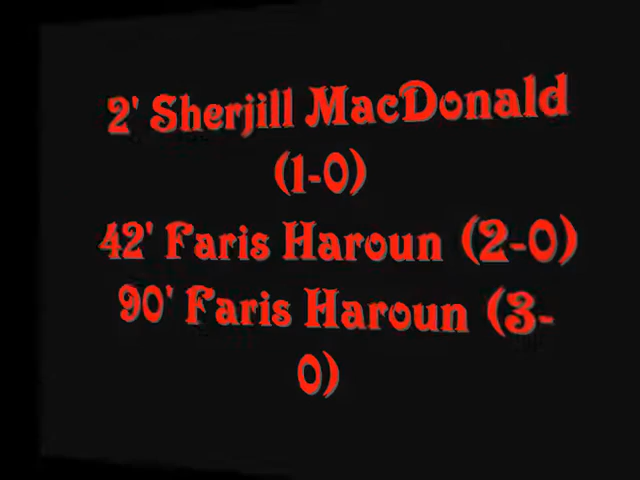 2' Sherjill MacDonald
(1-0)
42' Faris Haroun (2-0)
90' Faris Haroun (3-
0)